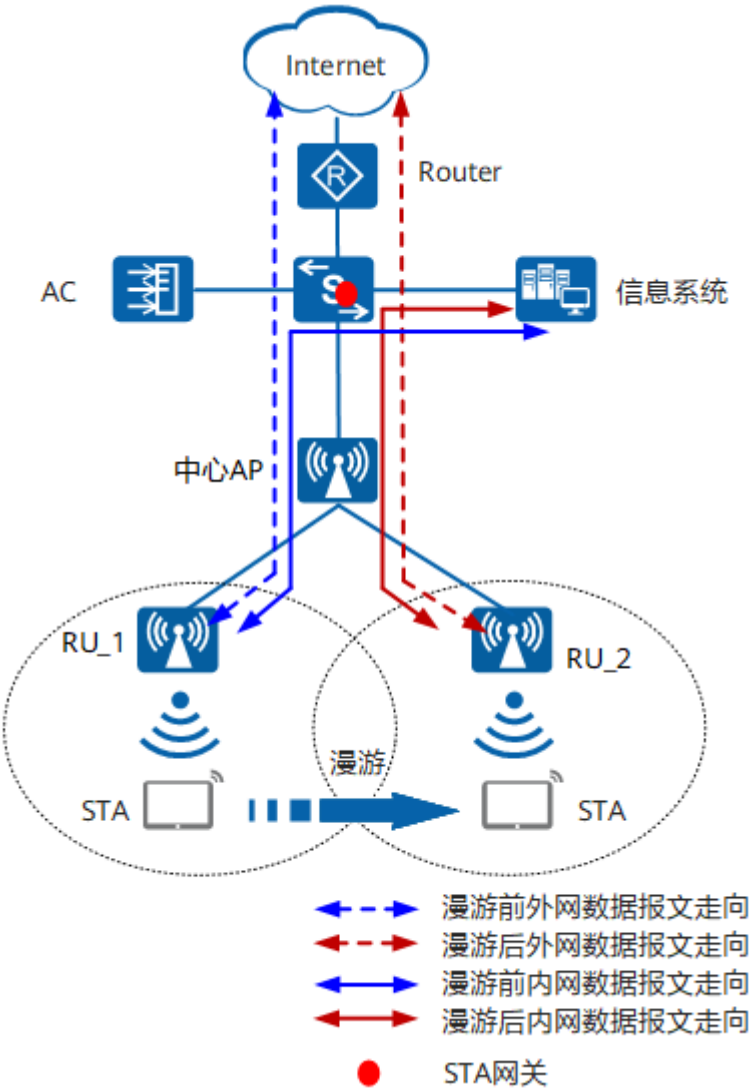 Internet
R
Router
AC
S
信息系统
中心AP
RU_1
RU_2
漫游
STA
STA
漫游前外网数据报文走向
漫游后外网数据报文走向
漫游前内网数据报文走向
漫游后内网数据报文走向
STA网关